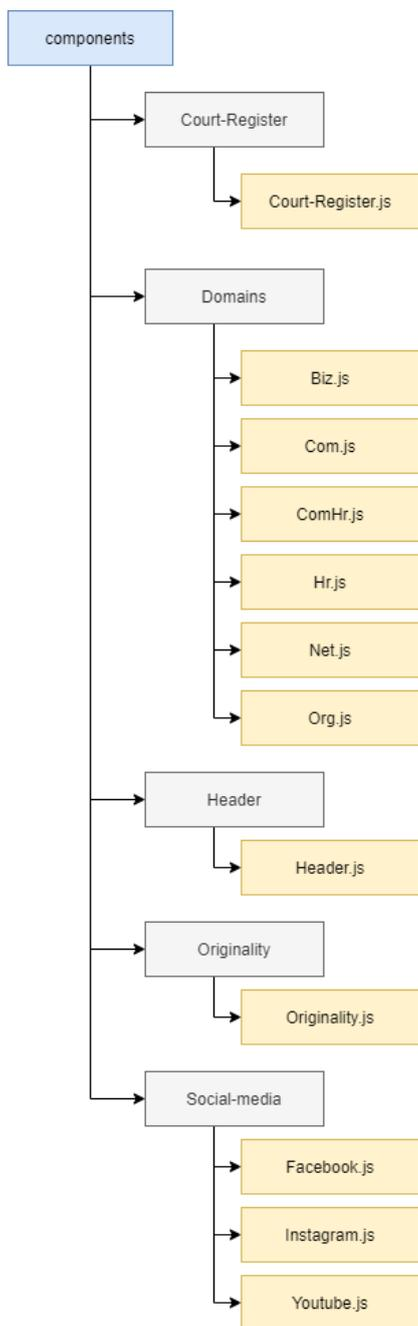 components
Court-Register
Court-Register.js
Domains
Biz.js
Com.js
ComHr.js
Hr.js
Net.js
Org.js
Header
Header.js
Originality
Originality.js
Social-media
Facebook.js
Instagram.js
Youtube.js